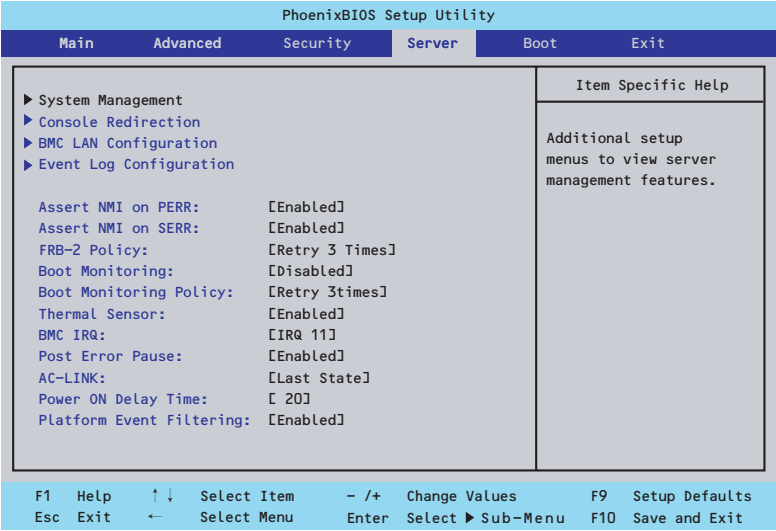 PhoenixBIOS Setup Utility
Main Advanced Security Server Boot Exit
System Management
Console Redirection
BMC LAN Configuration
Event Log Configuration
Assert NMI on PERR: [Enabled]
Assert NMI on SERR: [Enabled]
FRB-2 Policy: [Retry 3 Times]
Boot Monitoring: [Disabled]
Boot Monitoring Policy: [Retry 3times]
Thermal Sensor: [Enabled]
BMC IRQ: [IRQ 11]
Post Error Pause: [Enabled]
AC-LINK: [Last State]
Power ON Delay Time: [ 20]
Platform Event Filtering: [Enabled]
Item Specific Help
Additional setup
menus to view server
management features.
F1 Help ↑↓ Select Item - /+ Change Values F9 Setup Defaults
Esc Exit ← Select Menu Enter Select ▶ Sub-Menu F10 Save and Exit